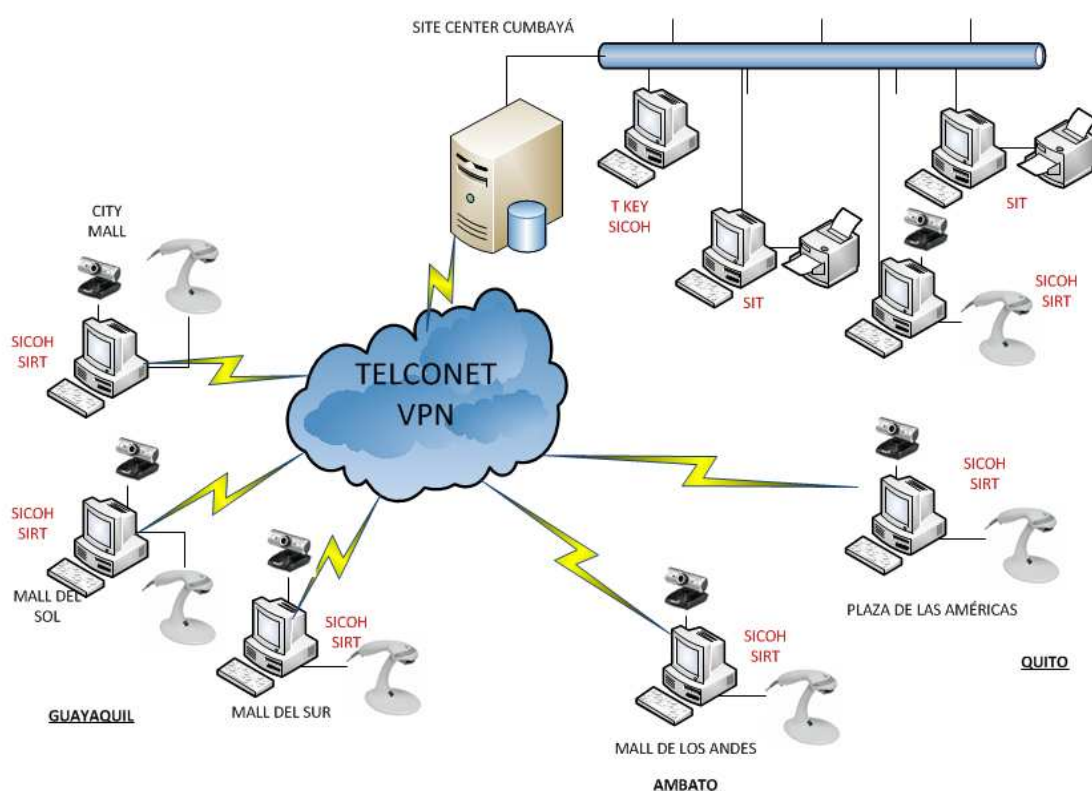 SITE CENTER CUMBAYÁ
T KEY
SICOH
SIT
SIT
SICOH
SIRT
CITY
MALL
SICOH
SIRT
TELCONET
VPN
SICOH
SIRT
MALL DEL
SOL
SICOH
SIRT
MALL DEL SUR
GUAYAQUIL
SICOH
SIRT
MALL DE LOS ANDES
AMBATO
SICOH
SIRT
PLAZA DE LAS AMÉRICAS
QUITO